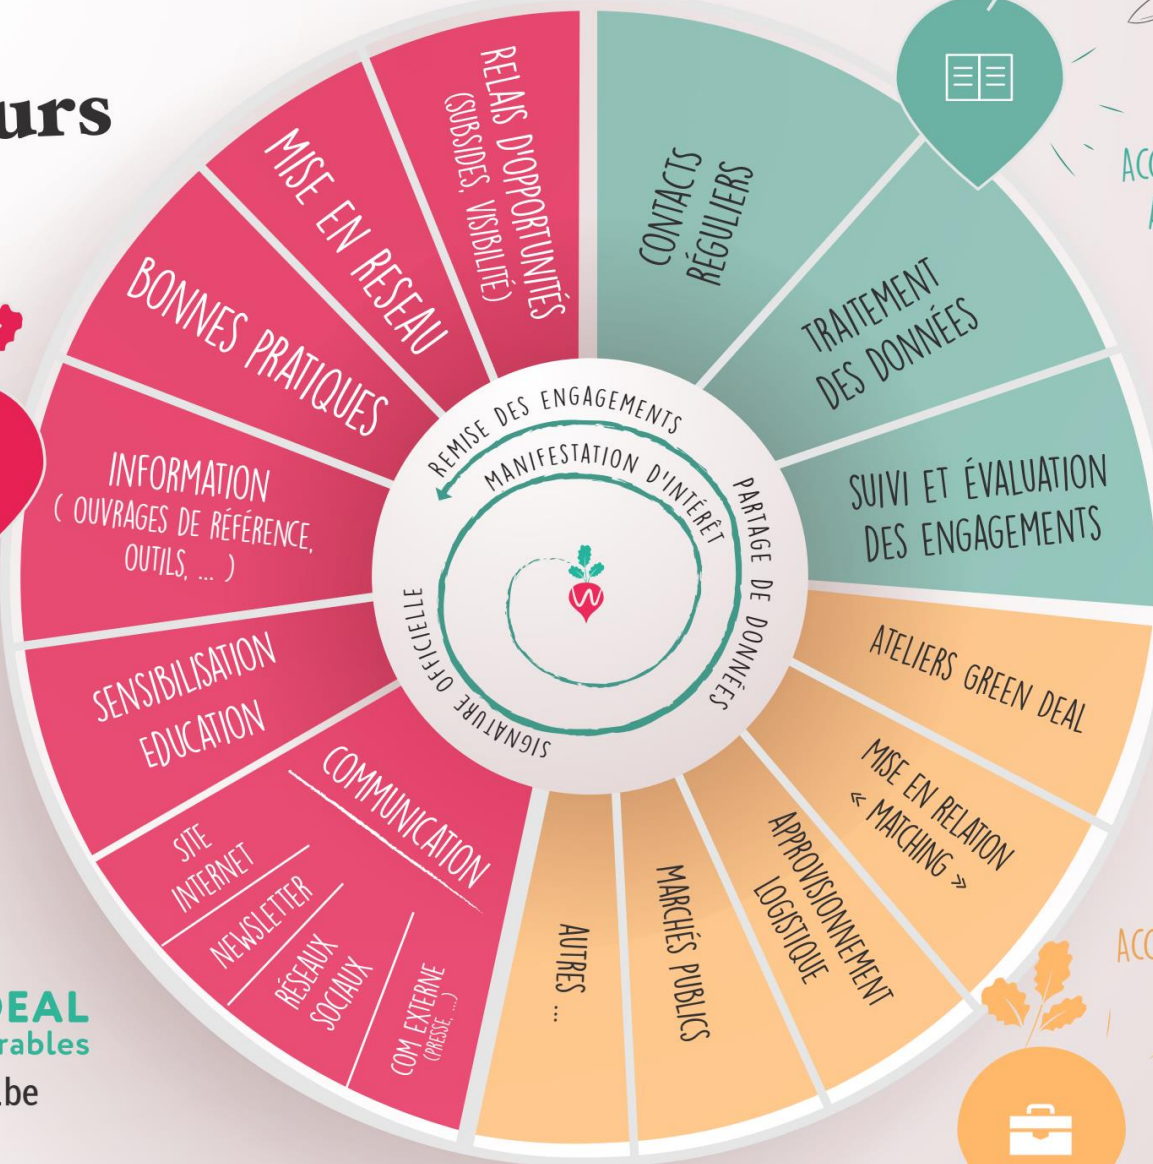 urs
RELAIS D'OPPORTUNITÉS
(SUBSIDES, VISIBILITÉ)
MISE EN RESEAU
BONNES PRATIQUES
INFORMATION
( OUVRAGES DE RÉFÉRENCE,
OUTILS, ... )
SENSIBILISATION
EDUCATION
COMMUNICATION
SITE
INTERNET
NEWSLETTER
RÉSEAUX
SOCIAUX
COM EXTERNE
(PRESSE, ...)
CONTACTS
RÉGULIERS
TRAITEMENT
DES DONNÉES
SUIVI ET ÉVALUATION
DES ENGAGEMENTS
ATELIERS GREEN DEAL
MISE EN RELATION
« MATCHING »
APPROVISIONNEMENT
LOGISTIQUE
MARCHÉS PUBLICS
AUTRES ...
REMISE DES ENGAGEMENTS
MANIFESTATION D'INTÉRÊT
PARTAGE DE DONNÉES
SIGNATURE OFFICIELLE
ACC
ACC
DEAL
rables
.be